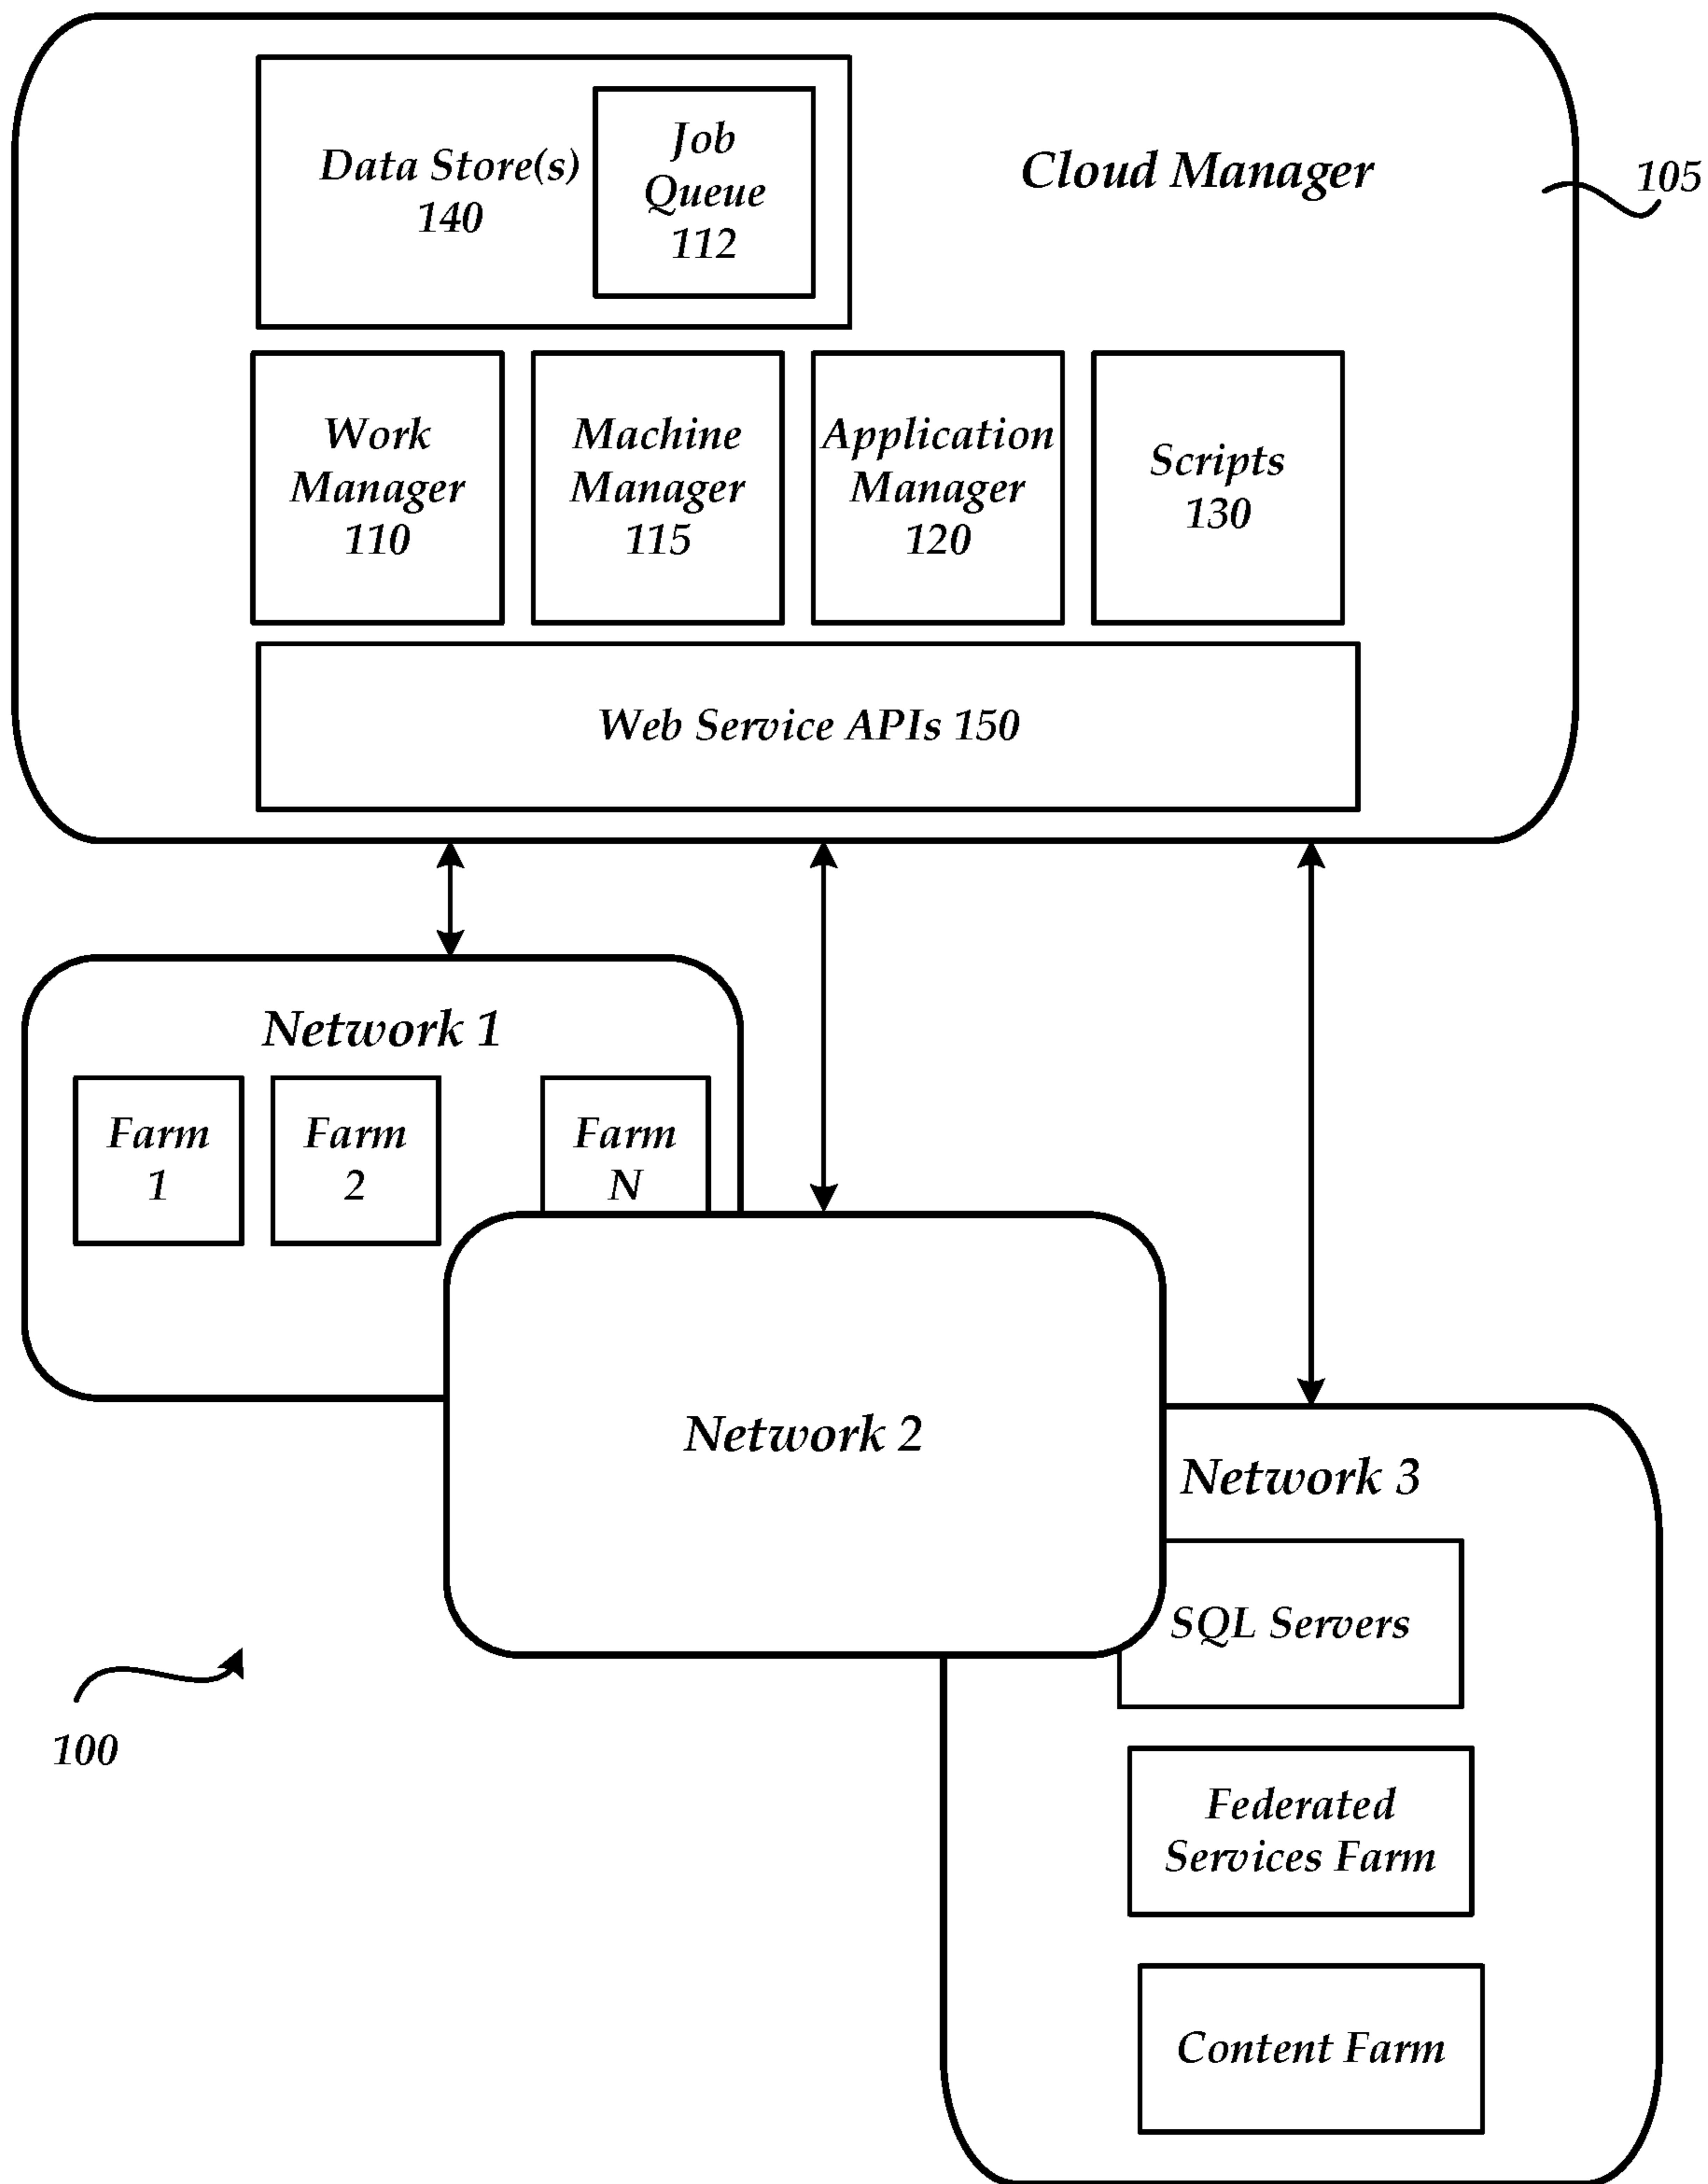 Data Store(s)
140
Job
Queue
112
Cloud Manager
105
Work
Manager
110
Machine
Manager
115
Application
Manager
120
Scripts
130
Web Service APIs 150
Network 1
Farm
1
Farm
2
Farm
N
Network 2
Network 3
SQL Servers
100
Federated
Services Farm
Content Farm